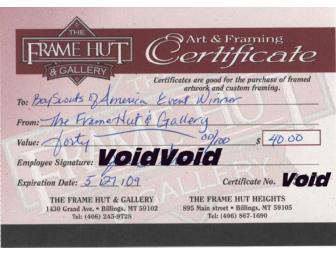 THE
FRAME HUT
& GALLERY
Art & Framing
Certificate
Certificates are good for the purchase of framed
artwork and custom framing.
To: Boy Scouts of America Event Winner
From: The Frame Hut & Gallery
Value: forty 00/100 $ 40.00
Employee Signature: VoidVoid
Expiration Date: 5/27/09 Certificate No. Void
THE FRAME HUT & GALLERY
1430 Grand Ave. • Billings, MT 59102
Tel: (406) 245-9728
THE FRAME HUT HEIGHTS
895 Main street • Billings, MT 59105
Tel: (406) 867-1690